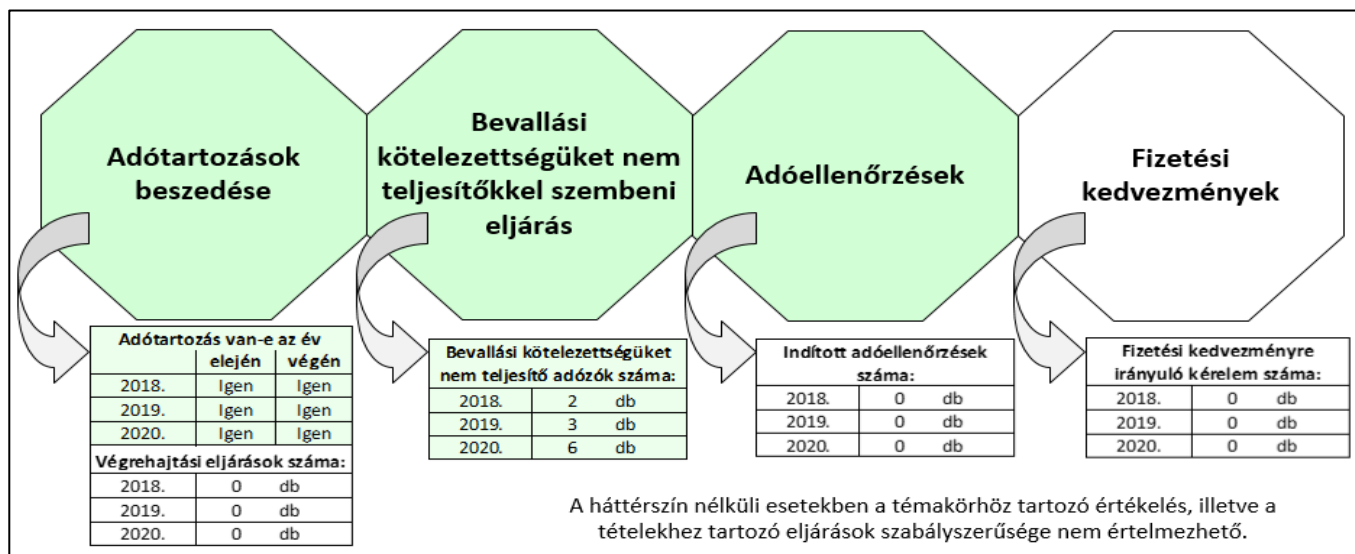 Adótartozások
beszedése
Bevallási
kötelezettségüket nem
teljesítőkkel szembeni
eljárás
Adóellenőrzések
Fizetési
kedvezmények
Adótartozás van-e az év
elején végén
2018. Igen Igen
2019. Igen Igen
2020. Igen Igen
Végrehajtási eljárások száma:
2018. 0 db
2019. 0 db
2020. 0 db
Bevallási kötelezettségüket
nem teljesítő adózók száma:
2018. 2 db
2019. 3 db
2020. 6 db
Indított adóellenőrzések
száma:
2018. 0 db
2019. 0 db
2020. 0 db
Fizetési kedvezményre
irányuló kérelem száma:
2018. 0 db
2019. 0 db
2020. 0 db
A háttérszín nélküli esetekben a témakörhöz tartozó értékelés, illetve a
tételekhez tartozó eljárások szabályszerűsége nem értelmezhető.